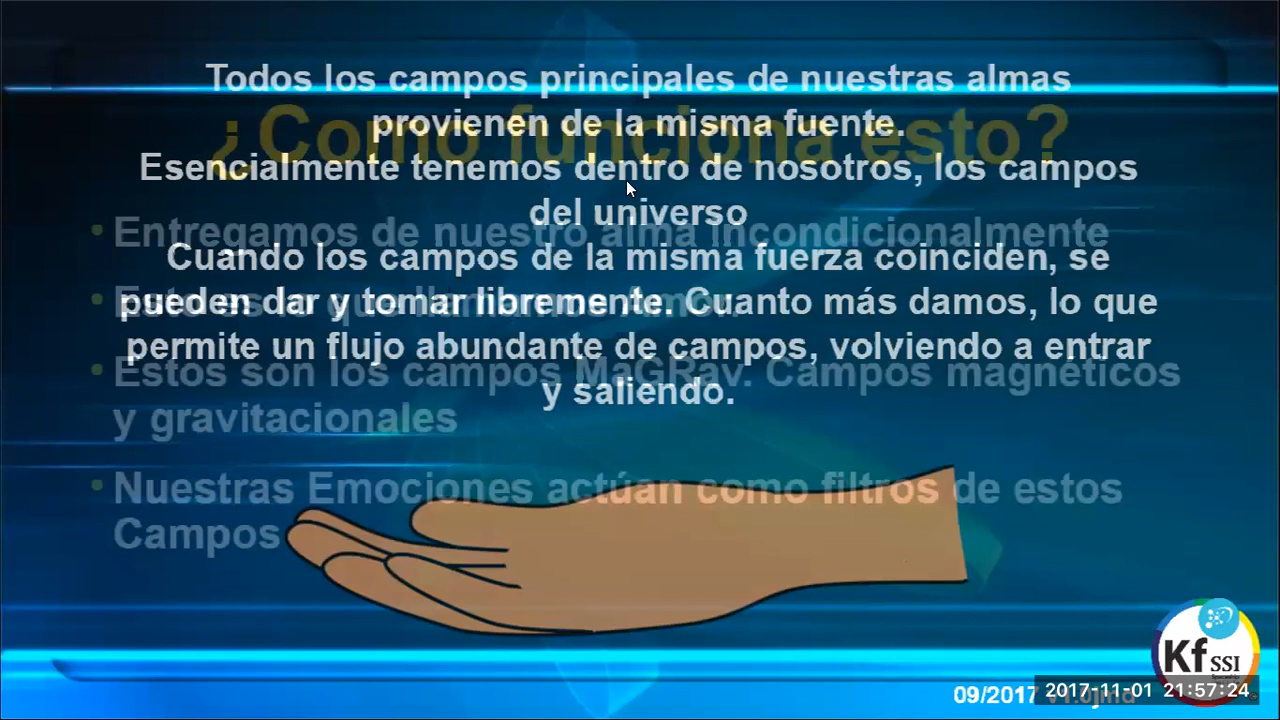 Todos los campos principales de nuestras almas
provienen de la misma fuente.
¿Como funciona esto?
Esencialmente tenemos dentro de nosotros, los campos
del universo
• Entregamos de nuestro alma incondicionalmente
Cuando los campos de la misma fuerza coinciden, se
pueden dar y tomar libremente. Cuanto más damos, lo que
permite un flujo abundante de campos, volviendo a entrar
• Estos son los campos MaGRav. Campos magnéticos
y saliendo.
y gravitacionales
• Nuestras Emociones actúan como filtros de estos
Campos
Kf SSI
09/2017
2017-11-01 21:57:24